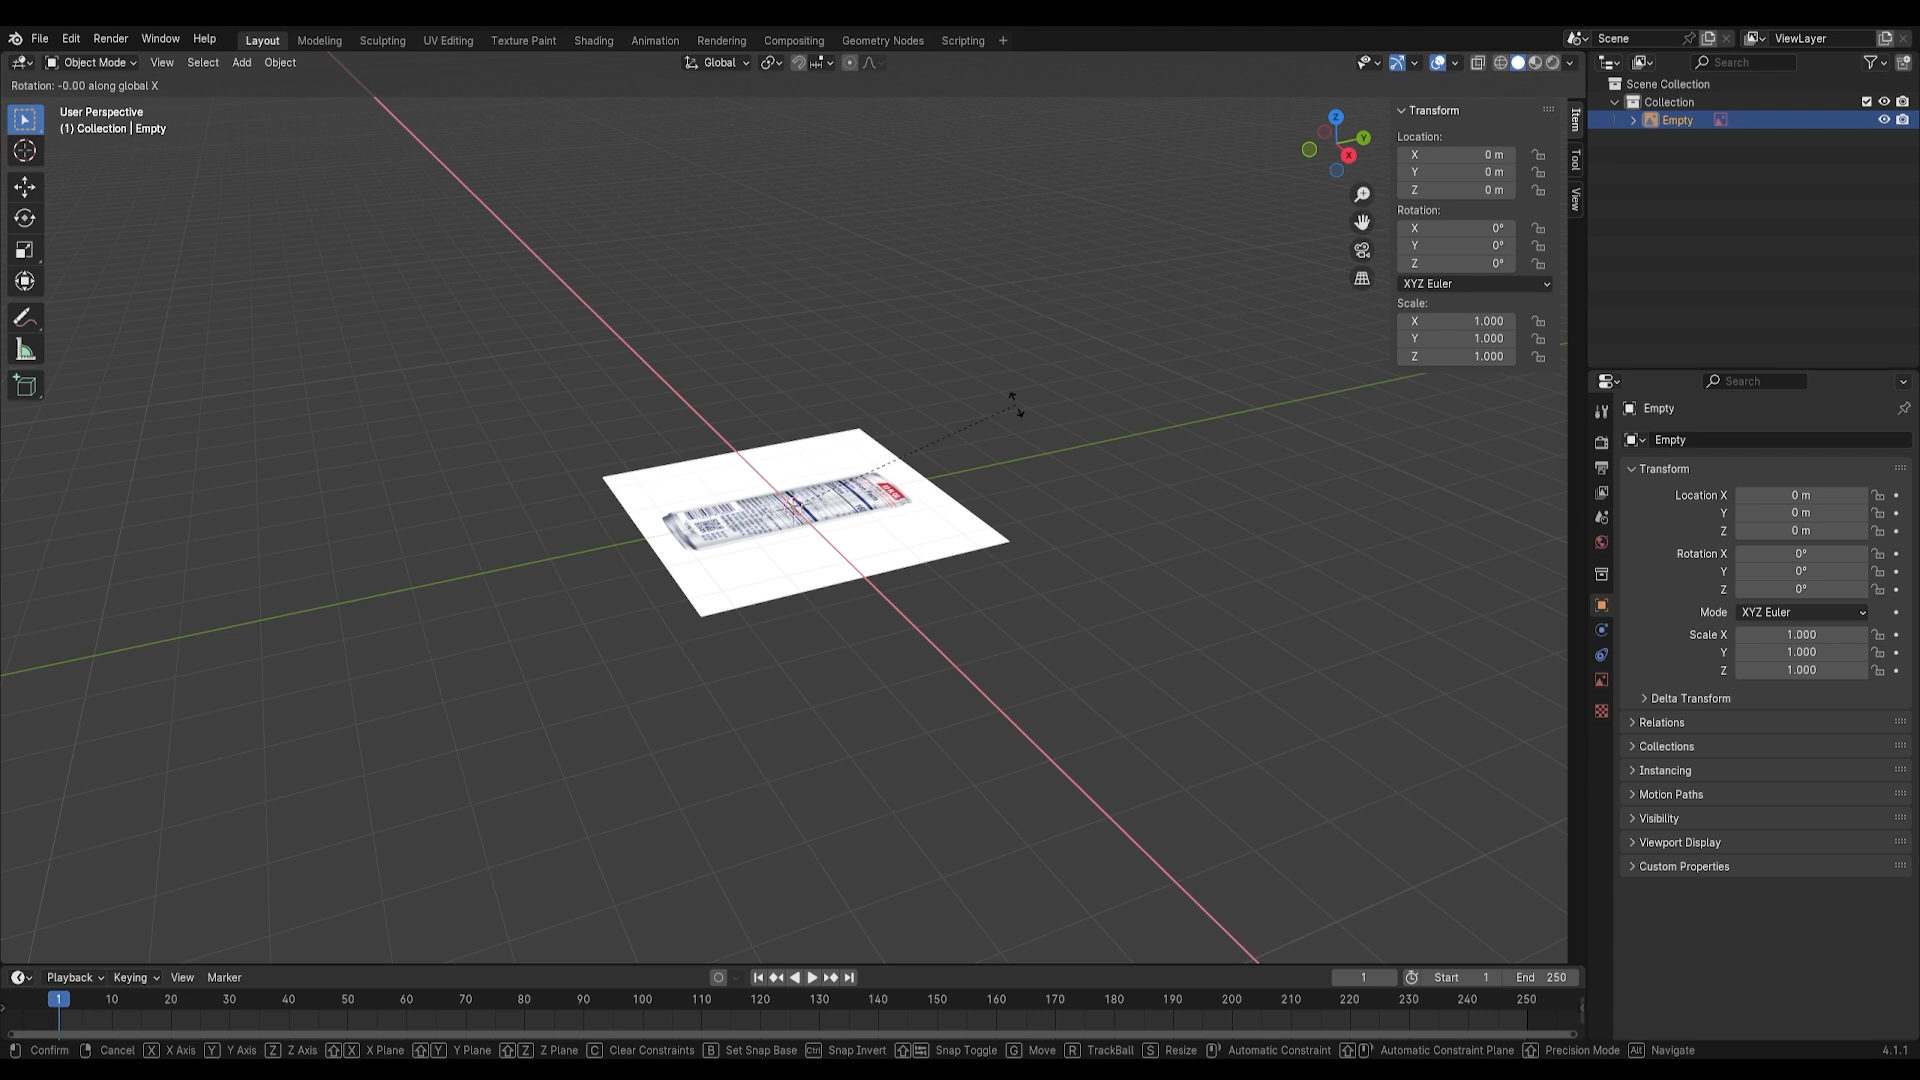 File Edit Render Window Help Layout Modeling Sculpting UV Editing Texture Paint Shading Animation Rendering Compositing Geometry Nodes Scripting + Scene ViewLayer
Object Mode View Select Add Object Global Search
Rotation: -0.00 along global X
User Perspective
(1) Collection | Empty
Z
Y
X
Transform
Location:
X 0 m
Y 0 m
Z 0 m
Rotation:
X 0°
Y 0°
Z 0°
XYZ Euler
Scale:
X 1.000
Y 1.000
Z 1.000
Item
Tool
View
Scene Collection
Collection
Empty
Search
Empty
Empty
Transform
Location X 0 m
Y 0 m
Z 0 m
Rotation X 0°
Y 0°
Z 0°
Mode XYZ Euler
Scale X 1.000
Y 1.000
Z 1.000
Delta Transform
Relations
Collections
Instancing
Motion Paths
Visibility
Viewport Display
Custom Properties
Playback Keying View Marker 1 Start 1 End 250
1 10 20 30 40 50 60 70 80 90 100 110 120 130 140 150 160 170 180 190 200 210 220 230 240 250
Confirm Cancel X X Axis Y Y Axis Z Z Axis X X Plane Y Y Plane Z Z Plane C Clear Constraints B Set Snap Base Ctrl Snap Invert Snap Toggle G Move R TrackBall S Resize Automatic Constraint Automatic Constraint Plane Precision Mode Alt Navigate 4.1.1